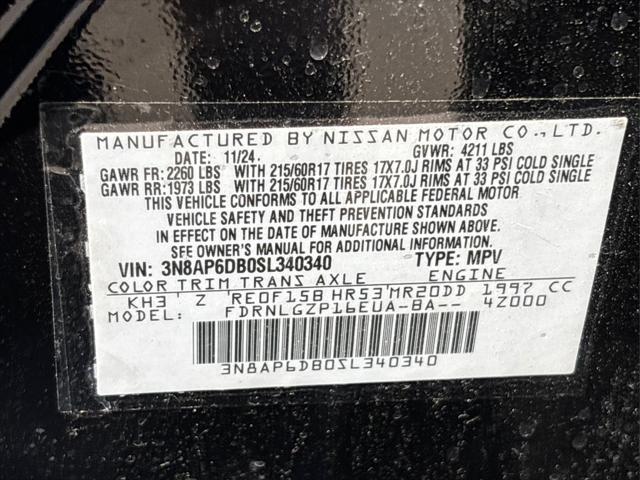 MANUFACTURED BY NISSAN MOTOR CO., LTD.
DATE: 11/24. GVWR: 4211 LBS
GAWR FR: 2260 LBS WITH 215/60R17 TIRES 17X7.0J RIMS AT 33 PSI COLD SINGLE
GAWR RR: 1973 LBS WITH 215/60R17 TIRES 17X7.0J RIMS AT 33 PSI COLD SINGLE
THIS VEHICLE CONFORMS TO ALL APPLICABLE FEDERAL MOTOR
VEHICLE SAFETY AND THEFT PREVENTION STANDARDS
IN EFFECT ON THE DATE OF MANUFACTURE SHOWN ABOVE.
SEE OWNER'S MANUAL FOR ADDITIONAL INFORMATION.
VIN: 3N8AP6DB0SL340340 TYPE: MPV
COLOR TRIM TRANS AXLE ENGINE
KH3 ' Z 'RE0F15B HR53'MR20DD 1997 CC
MODEL: FDRNLGZP16EUA-BA-- 4Z000
3N8AP6DB0SL340340